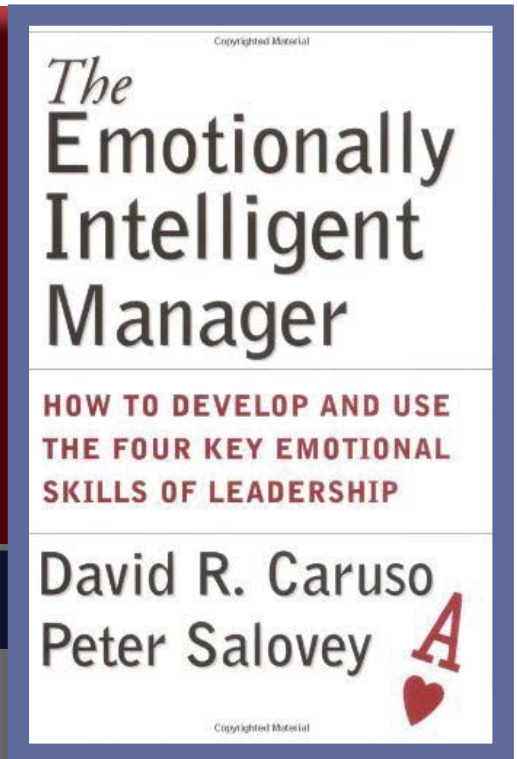 Copyrighted Material
The
Emotionally
Intelligent
Manager
HOW TO DEVELOP AND USE
THE FOUR KEY EMOTIONAL
SKILLS OF LEADERSHIP
David R. Caruso
Peter Salovey
A
Copyrighted Material